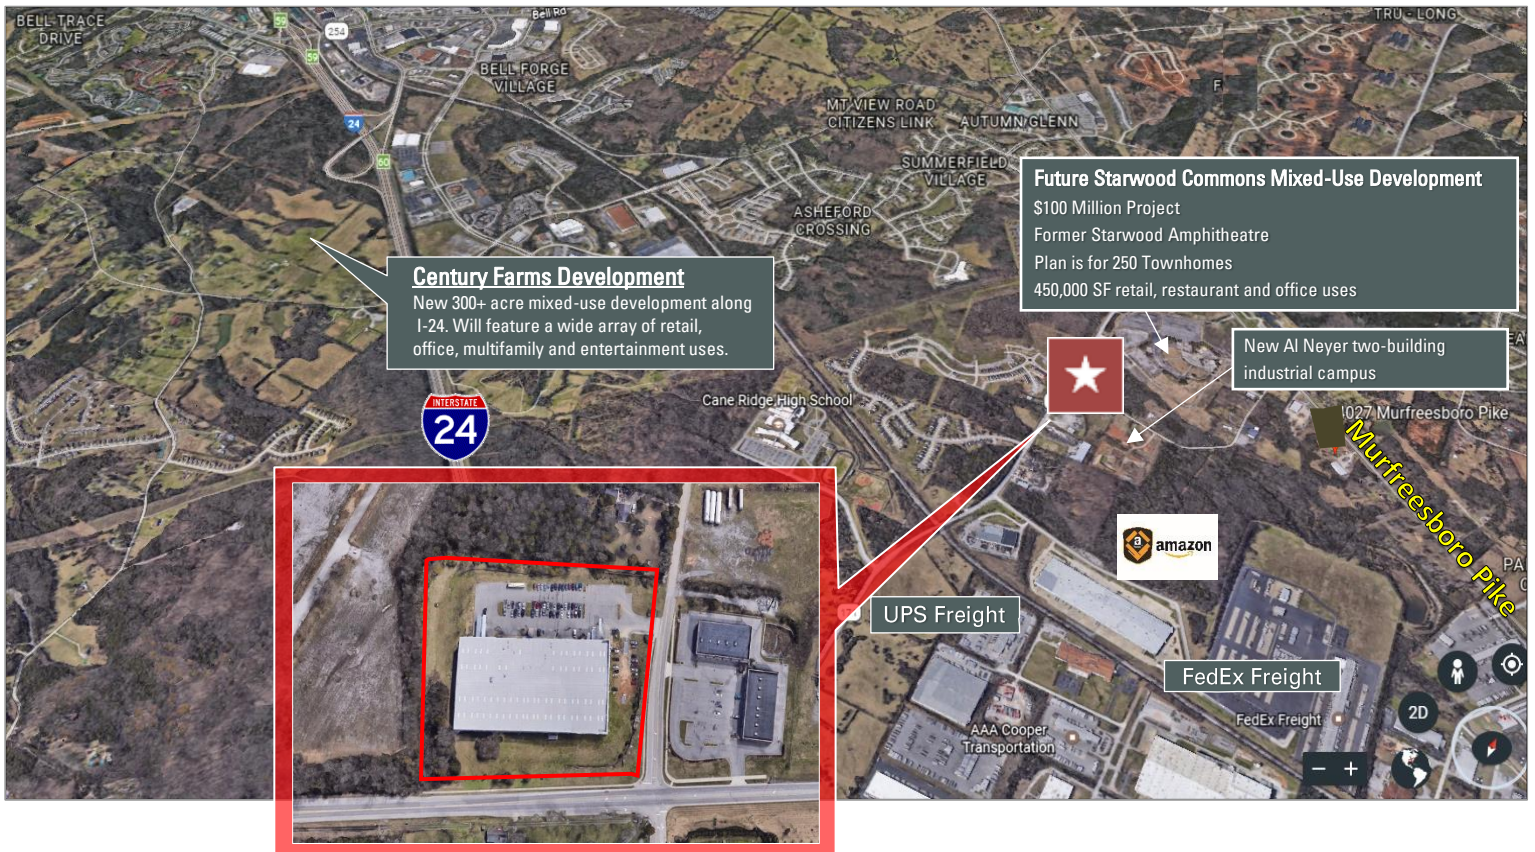 BELL TRACE
DRIVE
59
254
59
Bell Rd
BELL FORGE
VILLAGE
24
60
TRU - LONG
F
MT VIEW ROAD
CITIZENS LINK
AUTUMN GLENN
SUMMERFIELD
VILLAGE
ASHEFORD
CROSSING
Future Starwood Commons Mixed-Use Development
$100 Million Project
Former Starwood Amphitheatre
Plan is for 250 Townhomes
450,000 SF retail, restaurant and office uses
Century Farms Development
New 300+ acre mixed-use development along
I-24. Will feature a wide array of retail,
office, multifamily and entertainment uses.
New Al Neyer two-building
industrial campus
Cane Ridge High School
INTERSTATE
24
4027 Murfreesboro Pike
Murfreesboro Pike
a amazon
UPS Freight
FedEx Freight
FedEx Freight
AAA Cooper
Transportation
PA
2D
− +